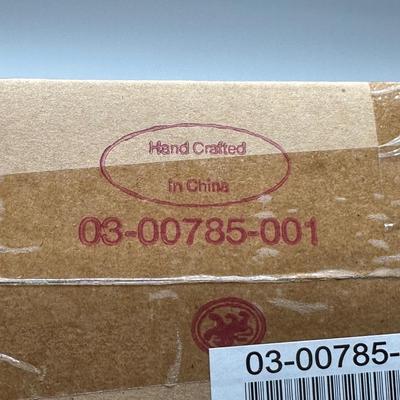 Hand Crafted
In China
03-00785-001
03-00785-